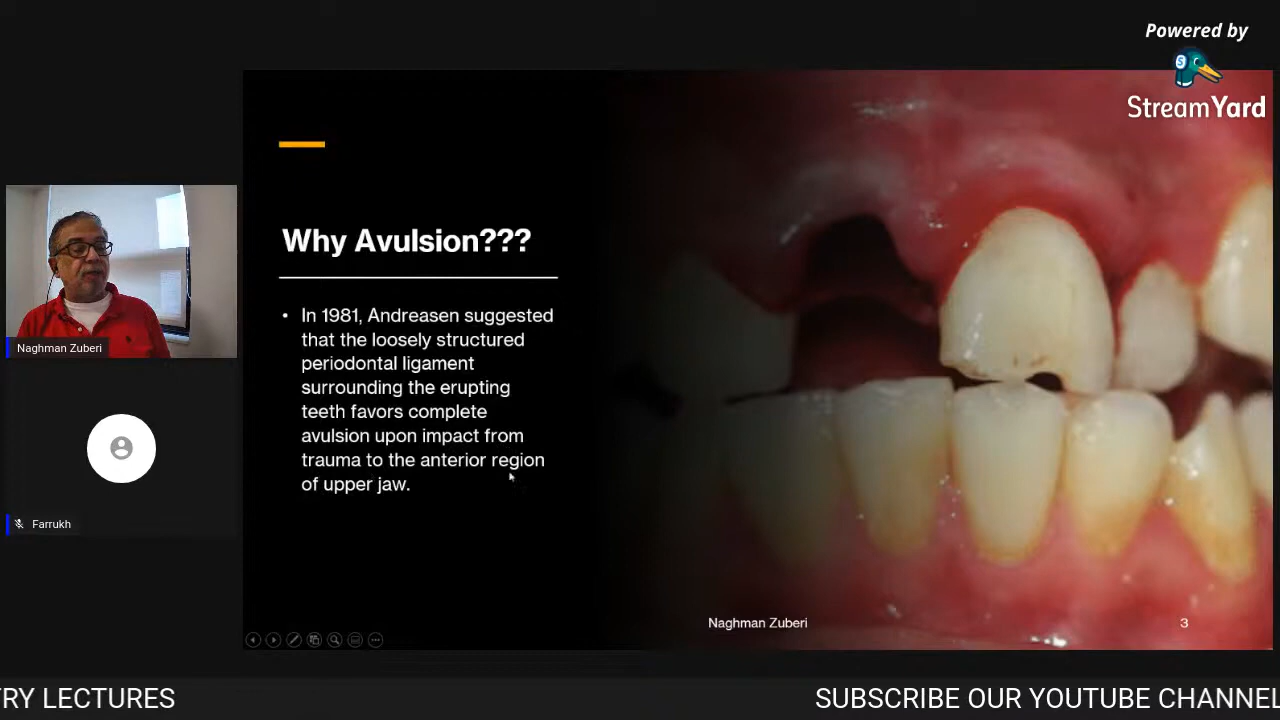 Powered by
StreamYard
Why Avulsion???
• In 1981, Andreasen suggested
that the loosely structured
periodontal ligament
surrounding the erupting
teeth favors complete
avulsion upon impact from
trauma to the anterior region
of upper jaw.
Naghman Zuberi
Farrukh
Naghman Zuberi
3
TRY LECTURES
SUBSCRIBE OUR YOUTUBE CHANNEL